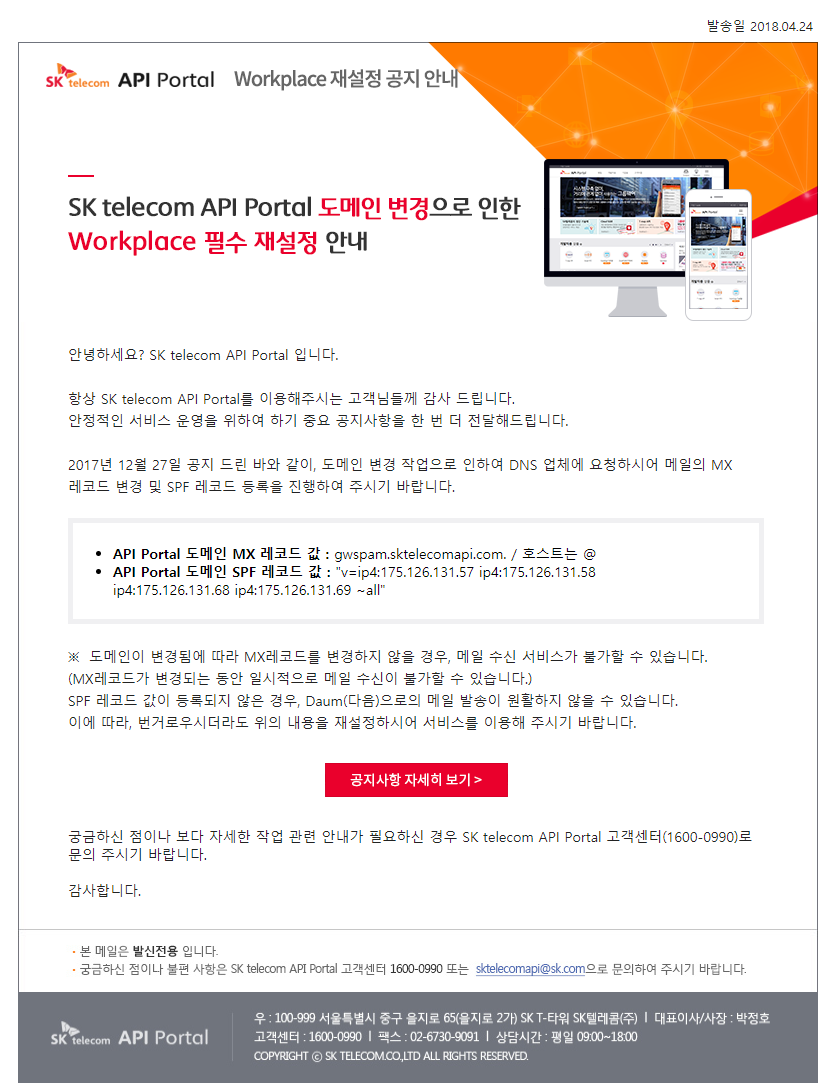 발송일 2018.04.24
SK telecom API Portal Workplace 재설정 공지 안내
SK telecom API Portal 도메인 변경으로 인한
Workplace 필수 재설정 안내
안녕하세요? SK telecom API Portal 입니다.
항상 SK telecom API Portal를 이용해주시는 고객님들께 감사 드립니다.
안정적인 서비스 운영을 위하여 하기 중요 공지사항을 한 번 더 전달해드립니다.
2017년 12월 27일 공지 드린 바와 같이, 도메인 변경 작업으로 인하여 DNS 업체에 요청하시어 메일의 MX
레코드 변경 및 SPF 레코드 등록을 진행하여 주시기 바랍니다.
• API Portal 도메인 MX 레코드 값 : gwspam.sktelecomapi.com. / 호스트는 @
• API Portal 도메인 SPF 레코드 값 : "v=ip4:175.126.131.57 ip4:175.126.131.58
ip4:175.126.131.68 ip4:175.126.131.69 ~all"
※ 도메인이 변경됨에 따라 MX레코드를 변경하지 않을 경우, 메일 수신 서비스가 불가할 수 있습니다.
(MX레코드가 변경되는 동안 일시적으로 메일 수신이 불가할 수 있습니다.)
SPF 레코드 값이 등록되지 않은 경우, Daum(다음)으로의 메일 발송이 원활하지 않을 수 있습니다.
이에 따라, 번거로우시더라도 위의 내용을 재설정하시어 서비스를 이용해 주시기 바랍니다.
공지사항 자세히 보기 >
궁금하신 점이나 보다 자세한 작업 관련 안내가 필요하신 경우 SK telecom API Portal 고객센터(1600-0990)로
문의 주시기 바랍니다.
감사합니다.
· 본 메일은 발신전용 입니다.
· 궁금하신 점이나 불편 사항은 SK telecom API Portal 고객센터 1600-0990 또는 sktelecomapi@sk.com으로 문의하여 주시기 바랍니다.
SK telecom API Portal
우 : 100-999 서울특별시 중구 을지로 65(을지로 2가) SK T-타워 SK텔레콤(주) ㅣ 대표이사/사장 : 박정호
고객센터 : 1600-0990 ㅣ 팩스 : 02-6730-9091 ㅣ 상담시간 : 평일 09:00~18:00
COPYRIGHT ⓒ SK TELECOM.CO.,LTD ALL RIGHTS RESERVED.